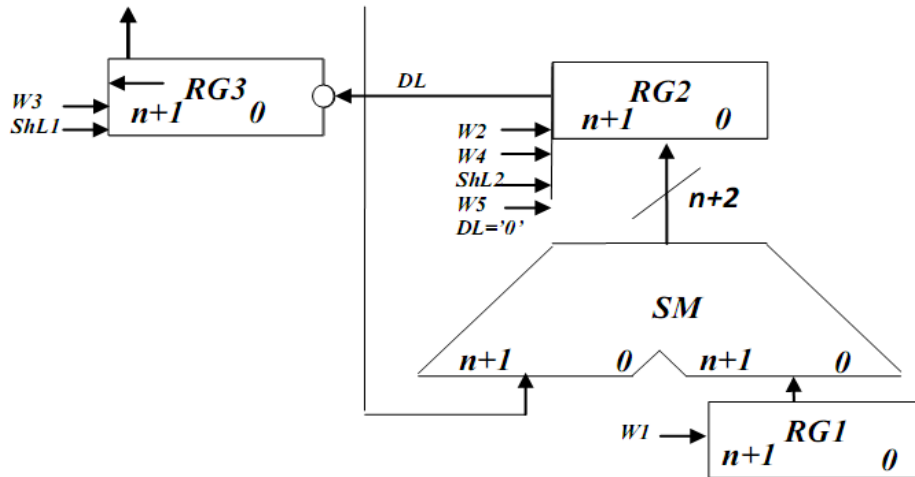 RG3
n+1 0
W3
ShL1
DL
RG2
n+1 0
W2
W4
ShL2
W5
DL='0'
n+2
SM
n+1 0 n+1 0
W1
RG1
n+1 0